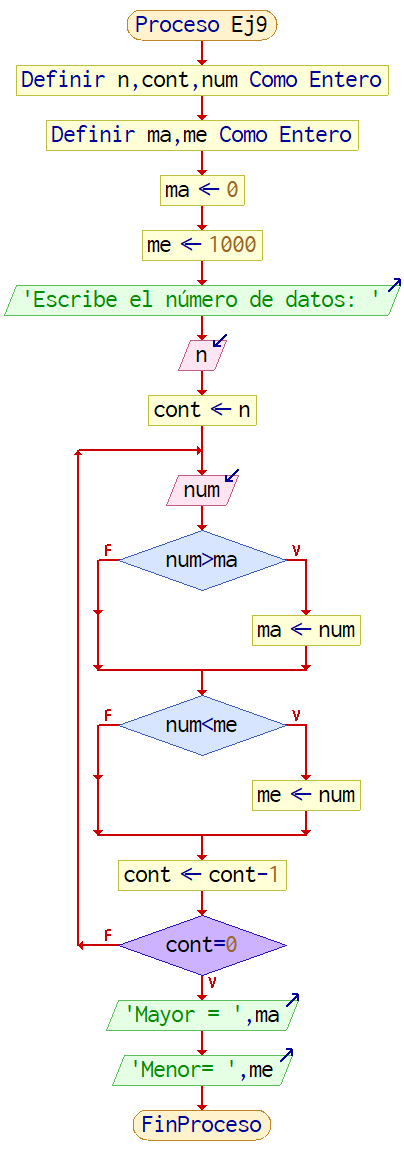 Proceso Ej9
Definir n,cont,num Como Entero
Definir ma,me Como Entero
ma ← 0
me ← 1000
'Escribe el número de datos: '
n
cont ← n
num
F
num>ma
V
ma ← num
F
num<me
V
me ← num
cont ← cont-1
F
cont=0
V
'Mayor = ',ma
'Menor= ',me
FinProceso